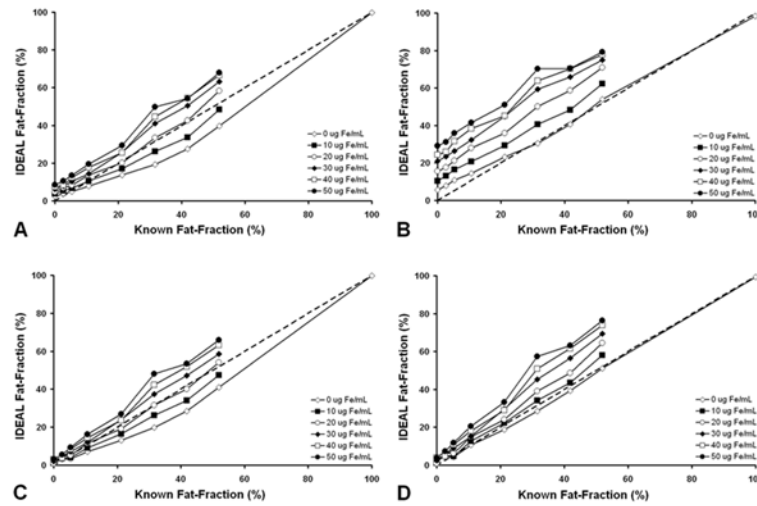 100
80
60
40
20
0
IDEAL Fat-Fraction (%)
0 20 40 60 80 100
Known Fat-Fraction (%)
0 ug Fe/mL
10 ug Fe/mL
20 ug Fe/mL
30 ug Fe/mL
40 ug Fe/mL
50 ug Fe/mL
A
100
80
60
40
20
0
IDEAL Fat-Fraction (%)
0 20 40 60 80 100
Known Fat-Fraction (%)
0 ug Fe/mL
10 ug Fe/mL
20 ug Fe/mL
30 ug Fe/mL
40 ug Fe/mL
50 ug Fe/mL
B
100
80
60
40
20
0
IDEAL Fat-Fraction (%)
0 20 40 60 80 100
Known Fat-Fraction (%)
0 ug Fe/mL
10 ug Fe/mL
20 ug Fe/mL
30 ug Fe/mL
40 ug Fe/mL
50 ug Fe/mL
C
100
80
60
40
20
0
IDEAL Fat-Fraction (%)
0 20 40 60 80 100
Known Fat-Fraction (%)
0 ug Fe/mL
10 ug Fe/mL
20 ug Fe/mL
30 ug Fe/mL
40 ug Fe/mL
50 ug Fe/mL
D